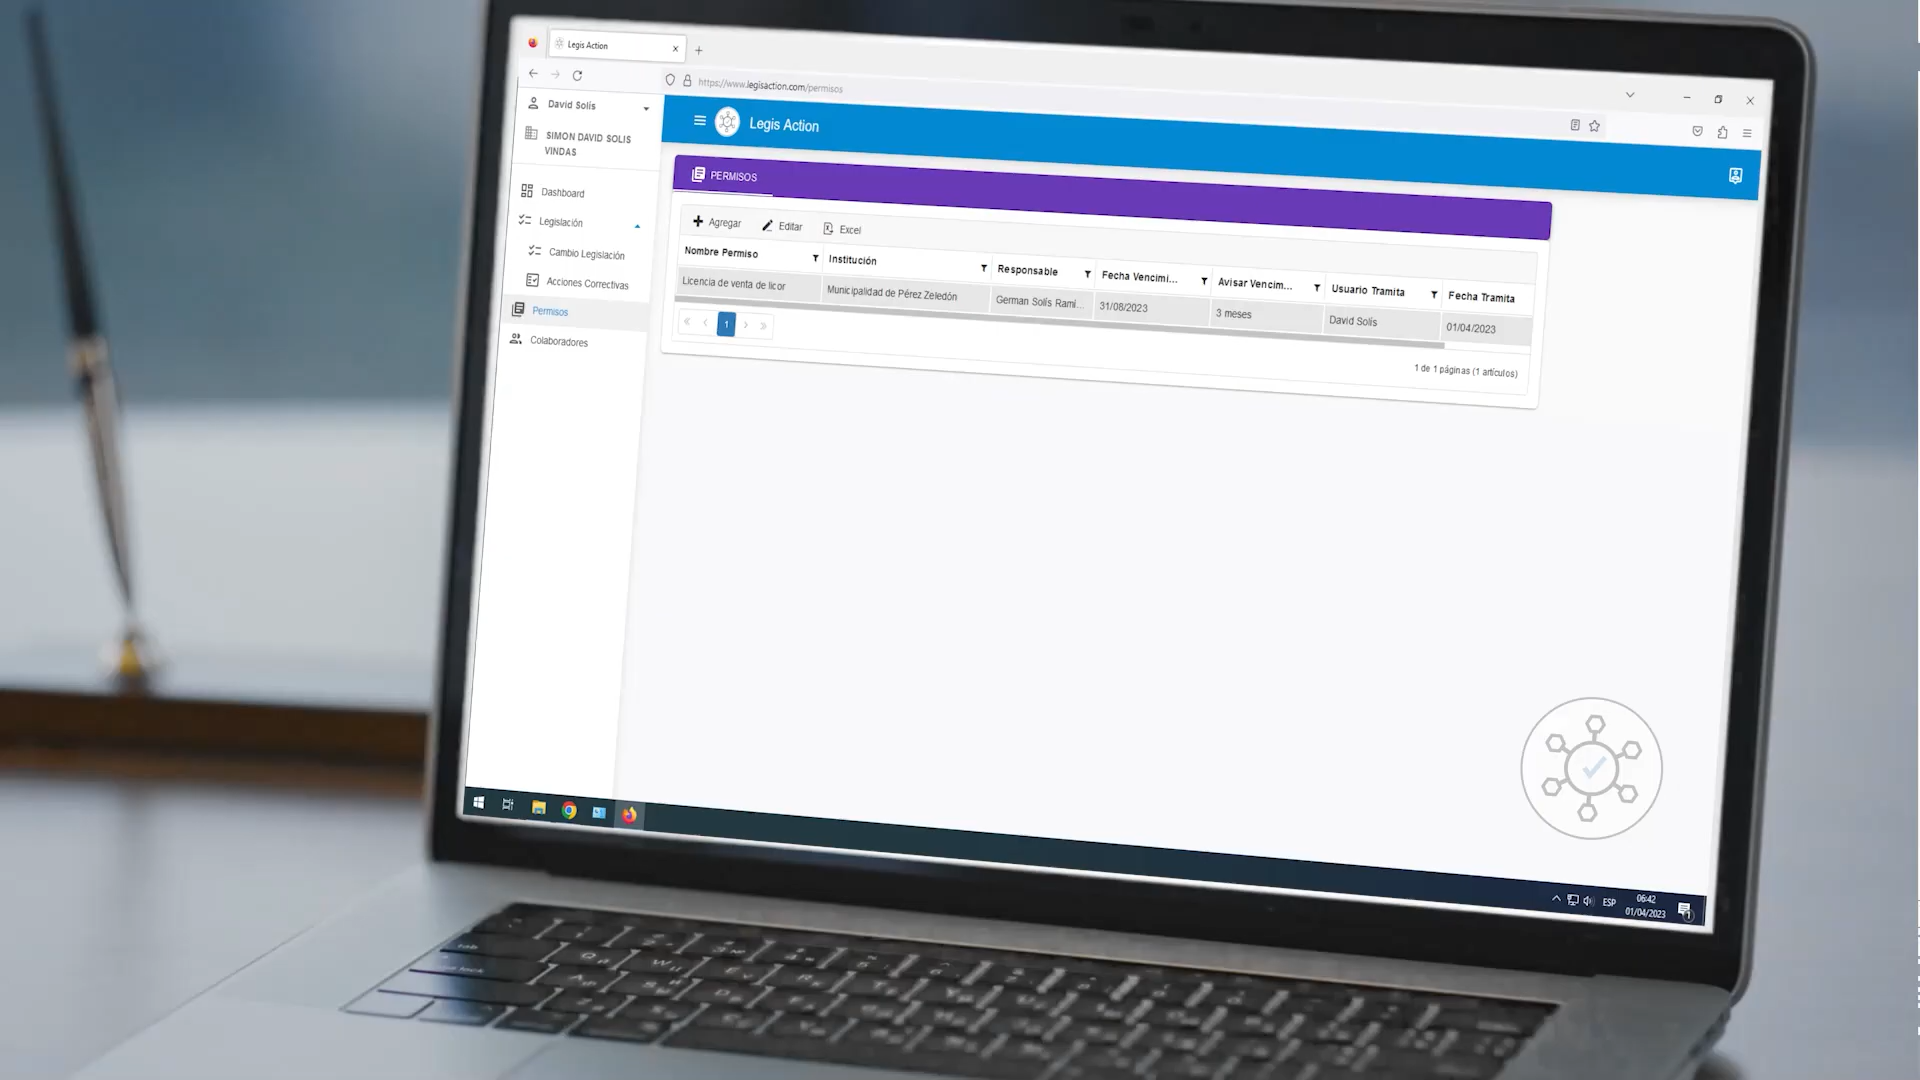 Legis Action
https://www.legisaction.com/permisos
David Solís
SIMON DAVID SOLIS
VINDAS
Dashboard
Legislación
Cambio Legislación
Acciones Correctivas
Permisos
Colaboradores
Legis Action
PERMISOS
Agregar Editar Excel
Nombre Permiso Institución Responsable Fecha Vencimi... Avisar Vencim... Usuario Tramita Fecha Tramita
Licencia de venta de licor Municipalidad de Pérez Zeledón German Solís Rami... 31/08/2023 3 meses David Solís 01/04/2023
1
1 de 1 páginas (1 artículos)
ESP
06:42
01/04/2023
1
tab